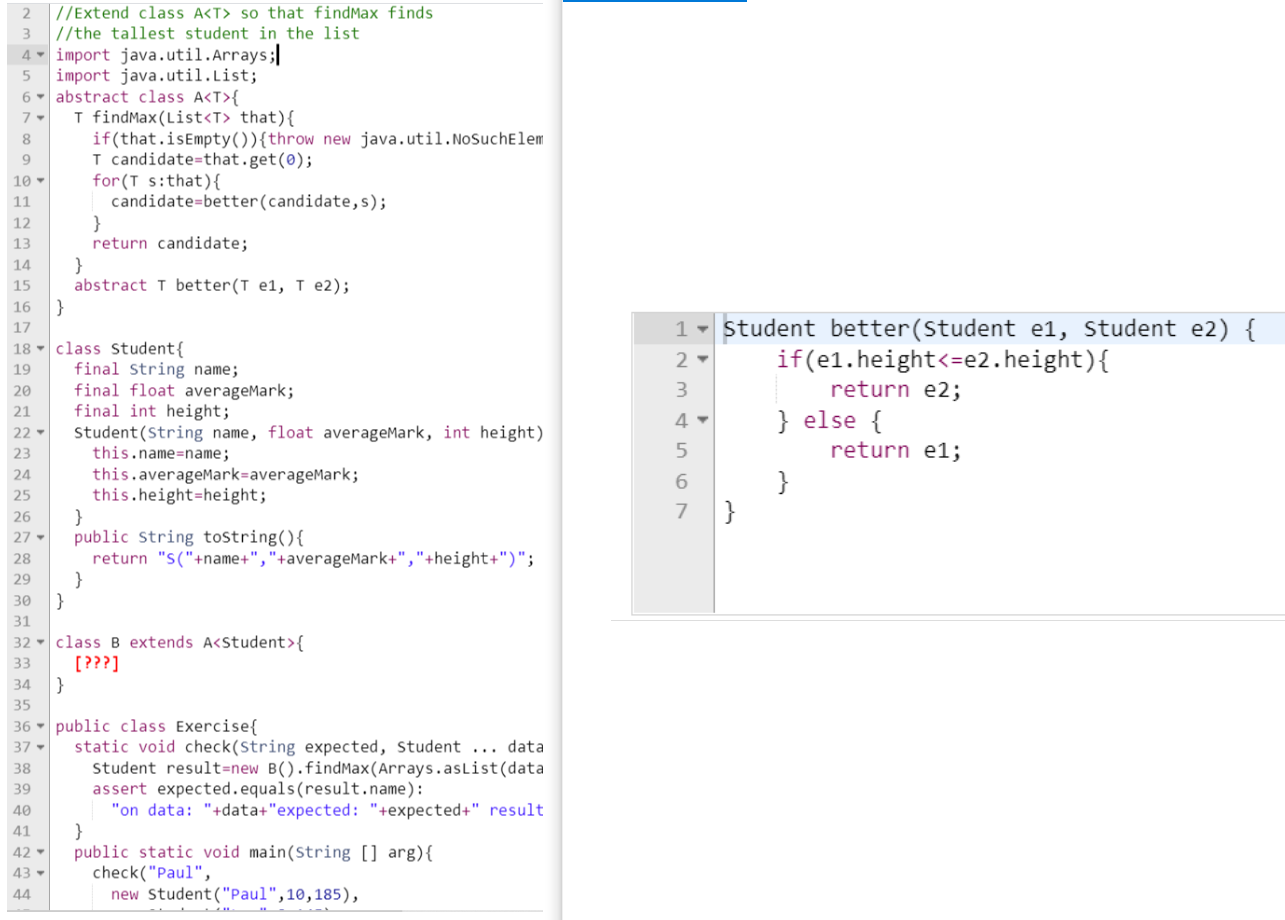 2 //Extend class A<T> so that findMax finds
3 //the tallest student in the list
4 import java.util.Arrays;
5 import java.util.List;
6 abstract class A<T>{
7 T findMax(List<T> that){
8 if(that.isEmpty()){throw new java.util.NoSuchElem
9 T candidate=that.get(0);
10 for(T s:that){
11 candidate=better(candidate,s);
12 }
13 return candidate;
14 }
15 abstract T better(T e1, T e2);
16 }
17
18 class Student{
19 final String name;
20 final float averageMark;
21 final int height;
22 Student(String name, float averageMark, int height)
23 this.name=name;
24 this.averageMark=averageMark;
25 this.height=height;
26 }
27 public String toString(){
28 return "S("+name+","+averageMark+","+height+")";
29 }
30 }
31
32 class B extends A<Student>{
33 [???]
34 }
35
36 public class Exercise{
37 static void check(String expected, Student ... data
38 Student result=new B().findMax(Arrays.asList(data
39 assert expected.equals(result.name):
40 "on data: "+data+"expected: "+expected+" result
41 }
42 public static void main(String [] arg){
43 check("Paul",
44 new Student("Paul",10,185),
1 Student better(Student e1, Student e2) {
2 if(e1.height<=e2.height){
3 return e2;
4 } else {
5 return e1;
6 }
7 }